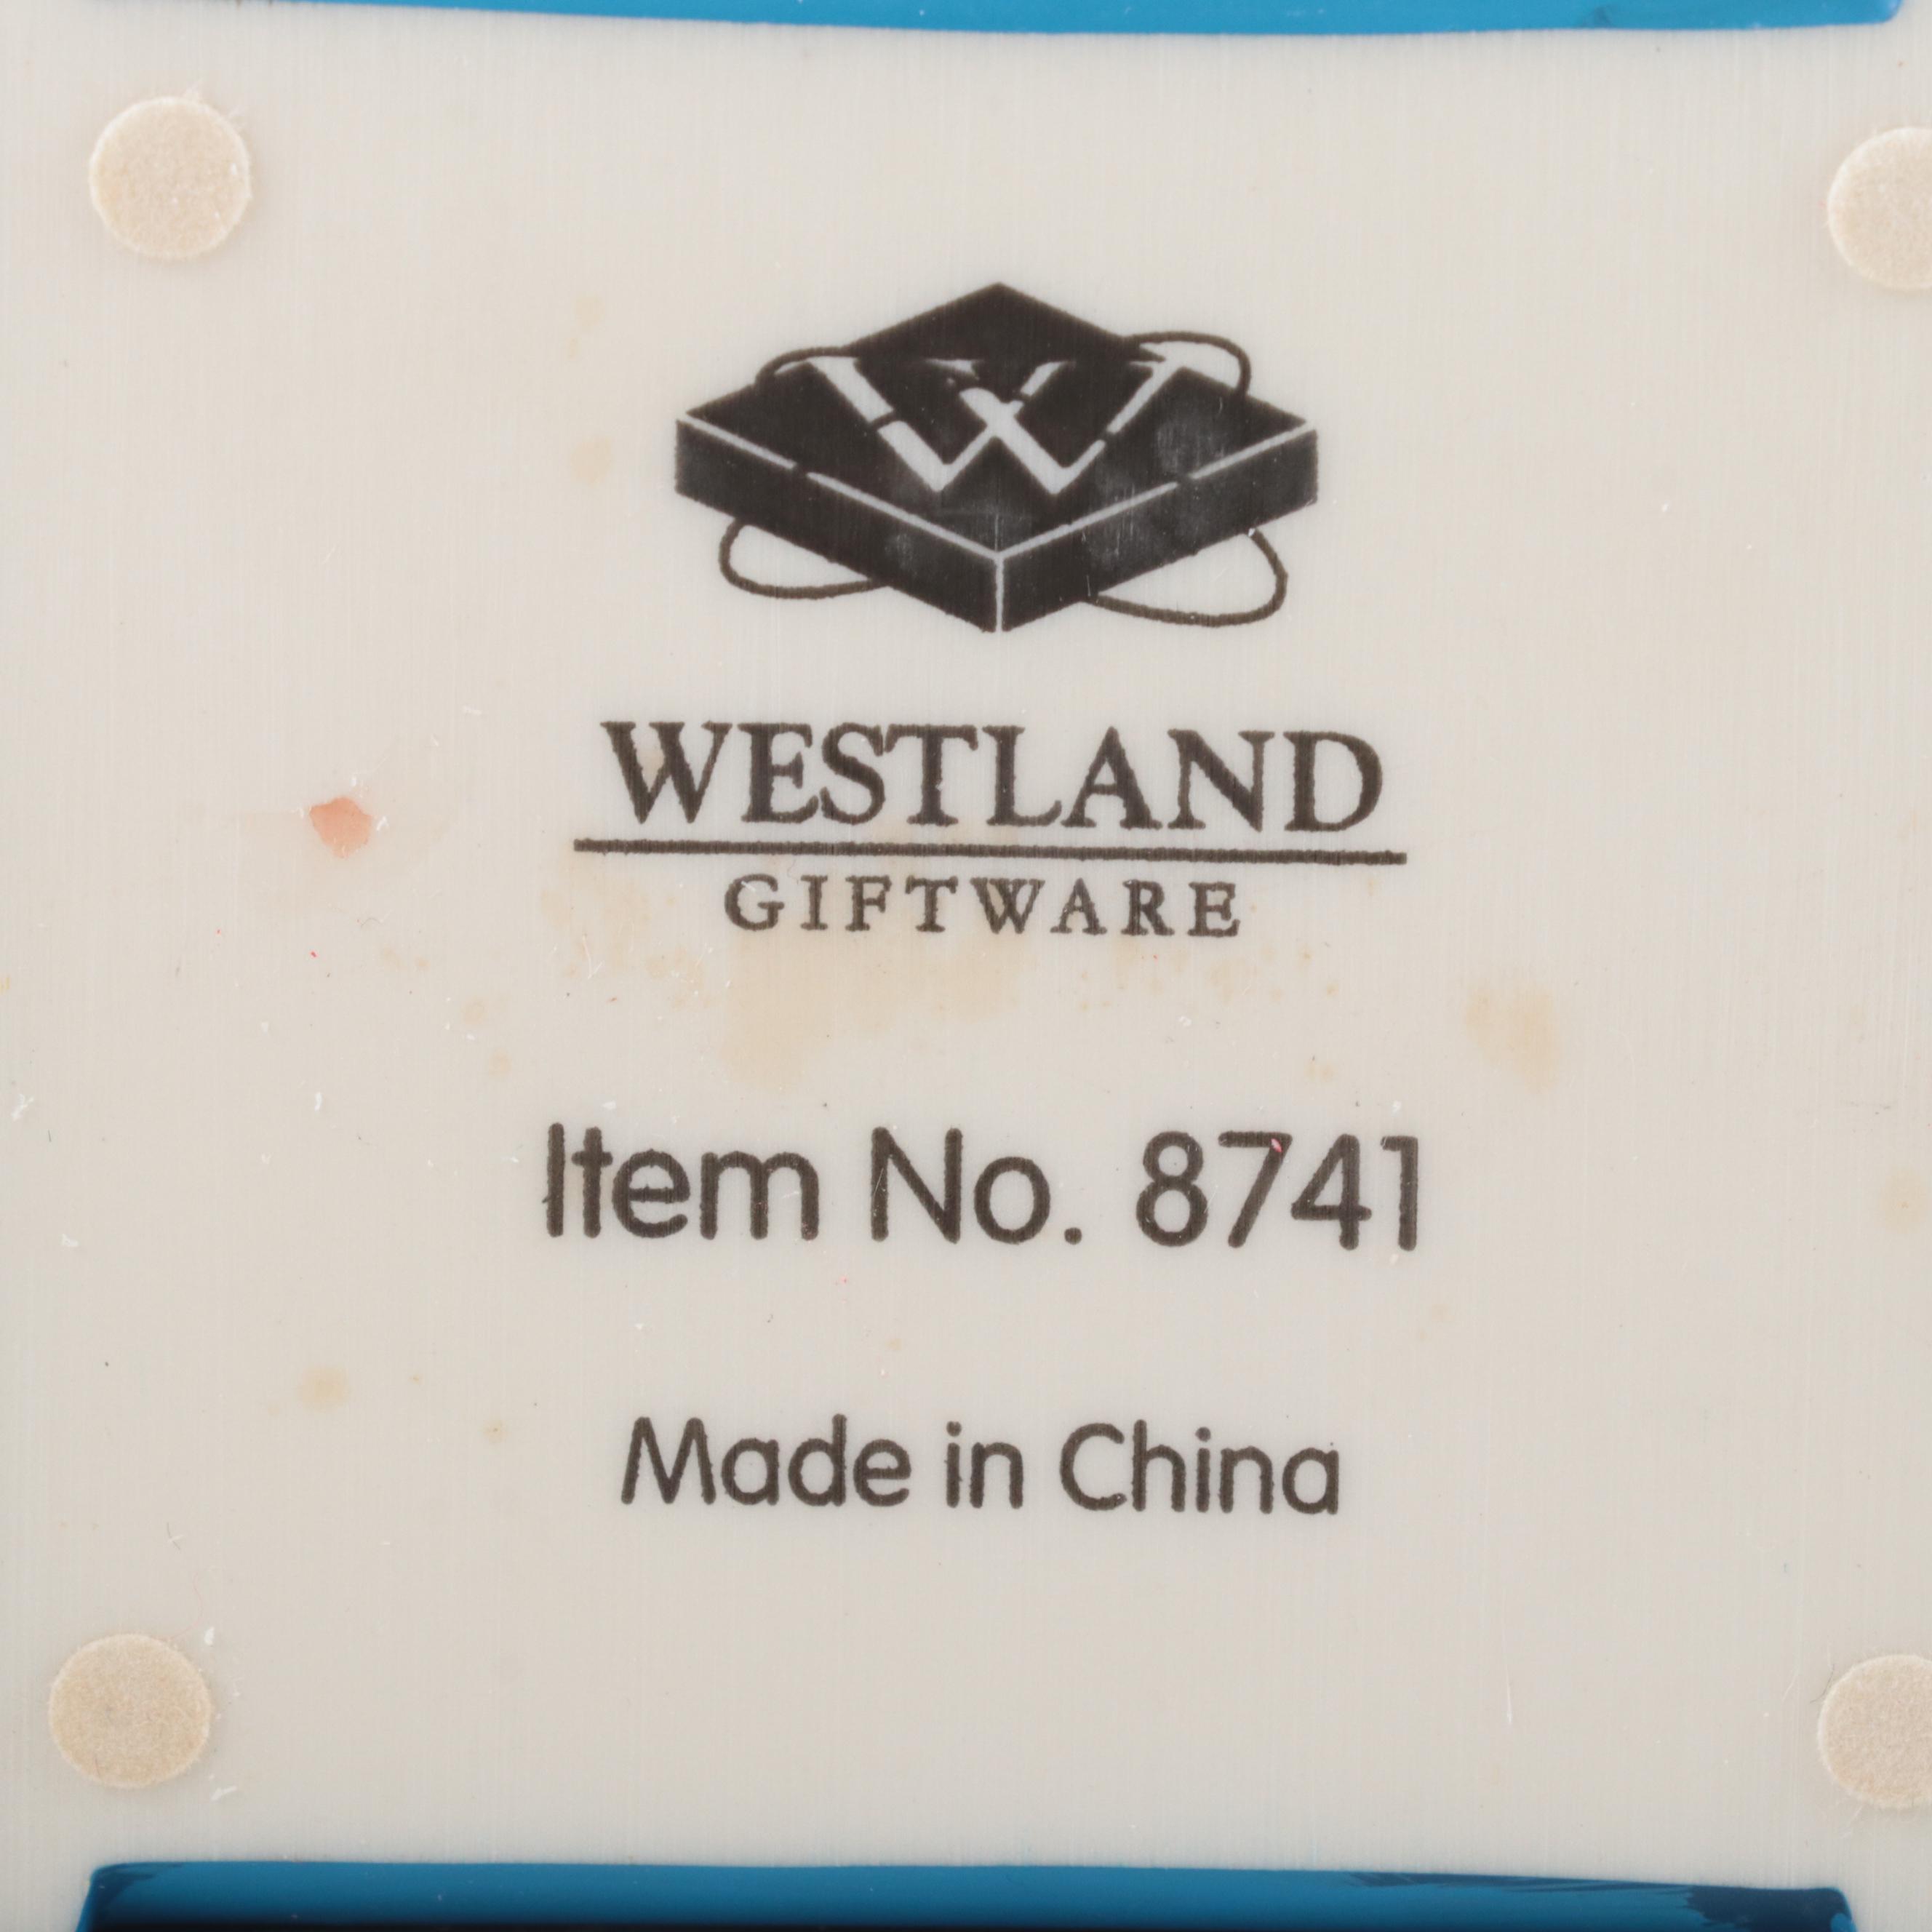 W
WESTLAND
GIFTWARE
Item No. 8741
Made in China